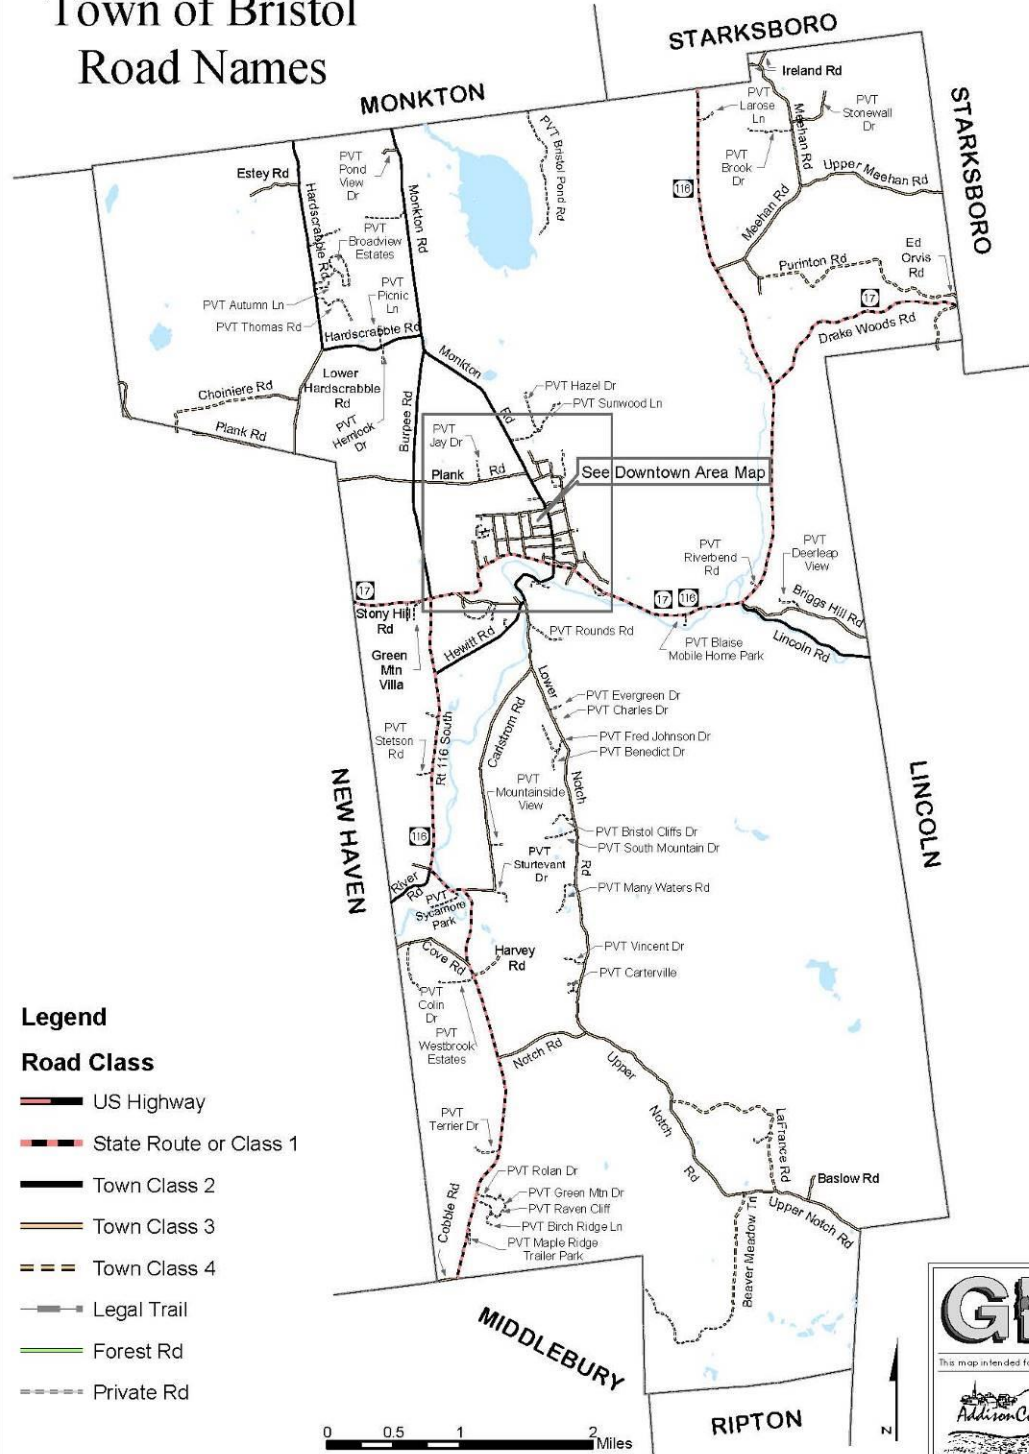 Town of Bristol
Road Names
STARKSBORO
MONKTON
STARKSBORO
Ireland Rd
PVT
Larose
Ln
PVT
Stonewall
Dr
Meehan Rd
PVT
Brook
Dr
Upper Meehan Rd
116
Meehan Rd
Purinton Rd
Ed
Orvis
Rd
17
Drake Woods Rd
PVT Bristol Pond Rd
Estey Rd
PVT
Pond
View
Dr
Hardscrabble Rd
Monkton Rd
PVT
Broadview
Estates
PVT Autumn Ln
PVT
Picnic
Ln
PVT Thomas Rd
Hardscrabble Rd
Monkton
Rd
Lower
Hardscrabble
Rd
Choiniere Rd
Plank Rd
PVT
Hemlock
Dr
Burpee Rd
PVT Hazel Dr
PVT Sunwood Ln
PVT
Jay Dr
Plank
Rd
See Downtown Area Map
PVT
Riverbend
Rd
PVT
Deerleap
View
Briggs Hill Rd
Lincoln Rd
17
Stony Hill
Rd
17
116
PVT Blaise
Mobile Home Park
Green
Mtn
Villa
Hewitt Rd
PVT Rounds Rd
Lower
PVT Evergreen Dr
PVT Charles Dr
Carlstrom Rd
PVT Fred Johnson Dr
PVT Benedict Dr
PVT
Stetson
Rd
Rt 116 South
Notch
PVT
Mountainside
View
NEW HAVEN
LINCOLN
116
PVT Bristol Cliffs Dr
PVT South Mountain Dr
PVT
Sturtevant
Dr
Rd
PVT Many Waters Rd
River
Rd
PVT
Sycamore
Park
Cove Rd
Harvey
Rd
PVT Vincent Dr
PVT Carterville
PVT
Colin
Dr
PVT
Westbrook
Estates
Notch Rd
Upper
Notch
Rd
PVT
Terrier Dr
LaFrance Rd
Baslow Rd
Upper Notch Rd
PVT Rolan Dr
PVT Green Mtn Dr
PVT Raven Cliff
PVT Birch Ridge Ln
PVT Maple Ridge
Trailer Park
Cobble Rd
Beaver Meadow Trl
MIDDLEBURY
RIPTON
Legend
Road Class
US Highway
State Route or Class 1
Town Class 2
Town Class 3
Town Class 4
Legal Trail
Forest Rd
Private Rd
0 0.5 1 2
Miles
N
This map intended fo